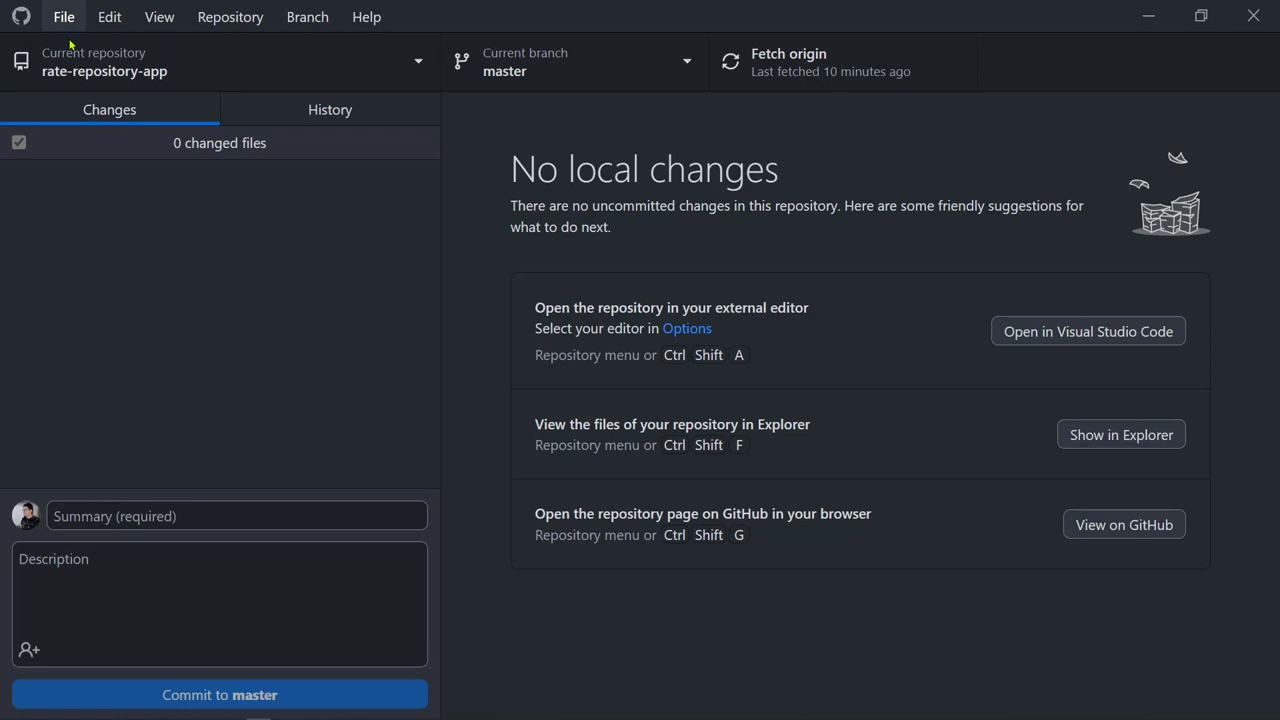 File Edit View Repository Branch Help
Current repository
rate-repository-app
Current branch
master
Fetch origin
Last fetched 10 minutes ago
Changes
History
0 changed files
No local changes
There are no uncommitted changes in this repository. Here are some friendly suggestions for
what to do next.
Open the repository in your external editor
Select your editor in Options
Repository menu or Ctrl Shift A
Open in Visual Studio Code
View the files of your repository in Explorer
Repository menu or Ctrl Shift F
Show in Explorer
Open the repository page on GitHub in your browser
Repository menu or Ctrl Shift G
View on GitHub
Summary (required)
Description
Commit to master